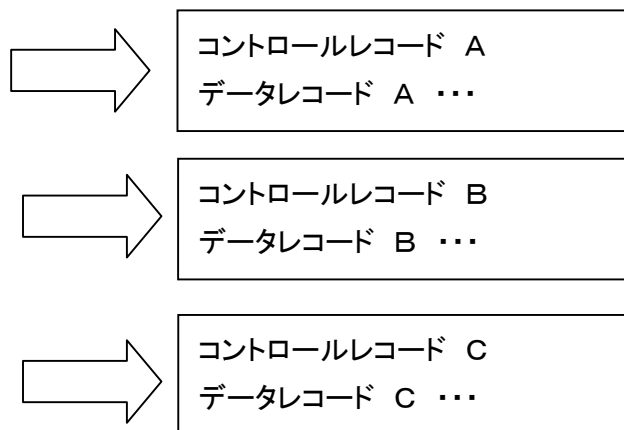 コントロールレコード　A
データレコード　A　・・・
コントロールレコード　B
データレコード　B　・・・
コントロールレコード　C
データレコード　C　・・・